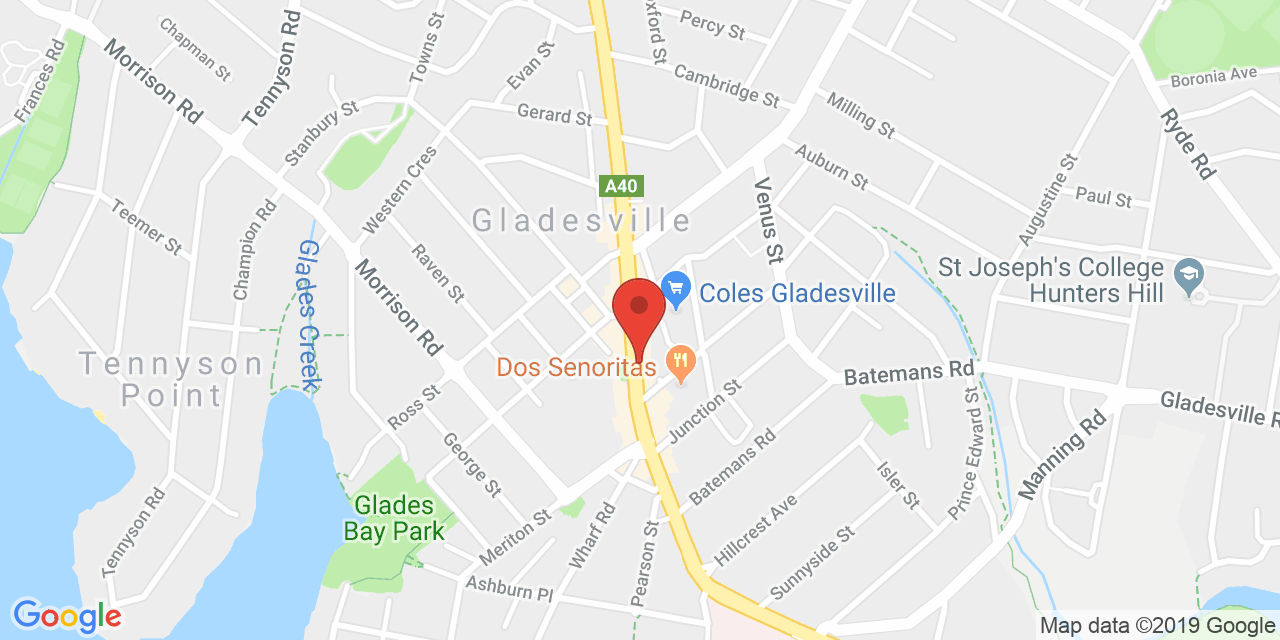 Oxford St
Percy St
Frances Rd
Chapman St
Tennyson Rd
Towns St
Evan St
Cambridge St
Boronia Ave
Morrison Rd
Gerard St
Milling St
Ryde Rd
Stanbury St
Auburn St
A40
Western Cres
Venus St
Augustine St
Paul St
Teemer St
Gladesville
Champion Rd
Raven St
Glades Creek
St Joseph's College
Hunters Hill
Coles Gladesville
Morrison Rd
Tennyson
Point
Dos Senoritas
Batemans Rd
Ross St
Junction St
Gladesville R
Prince Edward St
Manning Rd
George St
Batemans Rd
Isler St
Glades
Bay Park
Tennyson Rd
Meriton St
Wharf Rd
Hillcrest Ave
Pearson St
Sunnyside St
Ashburn Pl
Google
Map data ©2019 Google